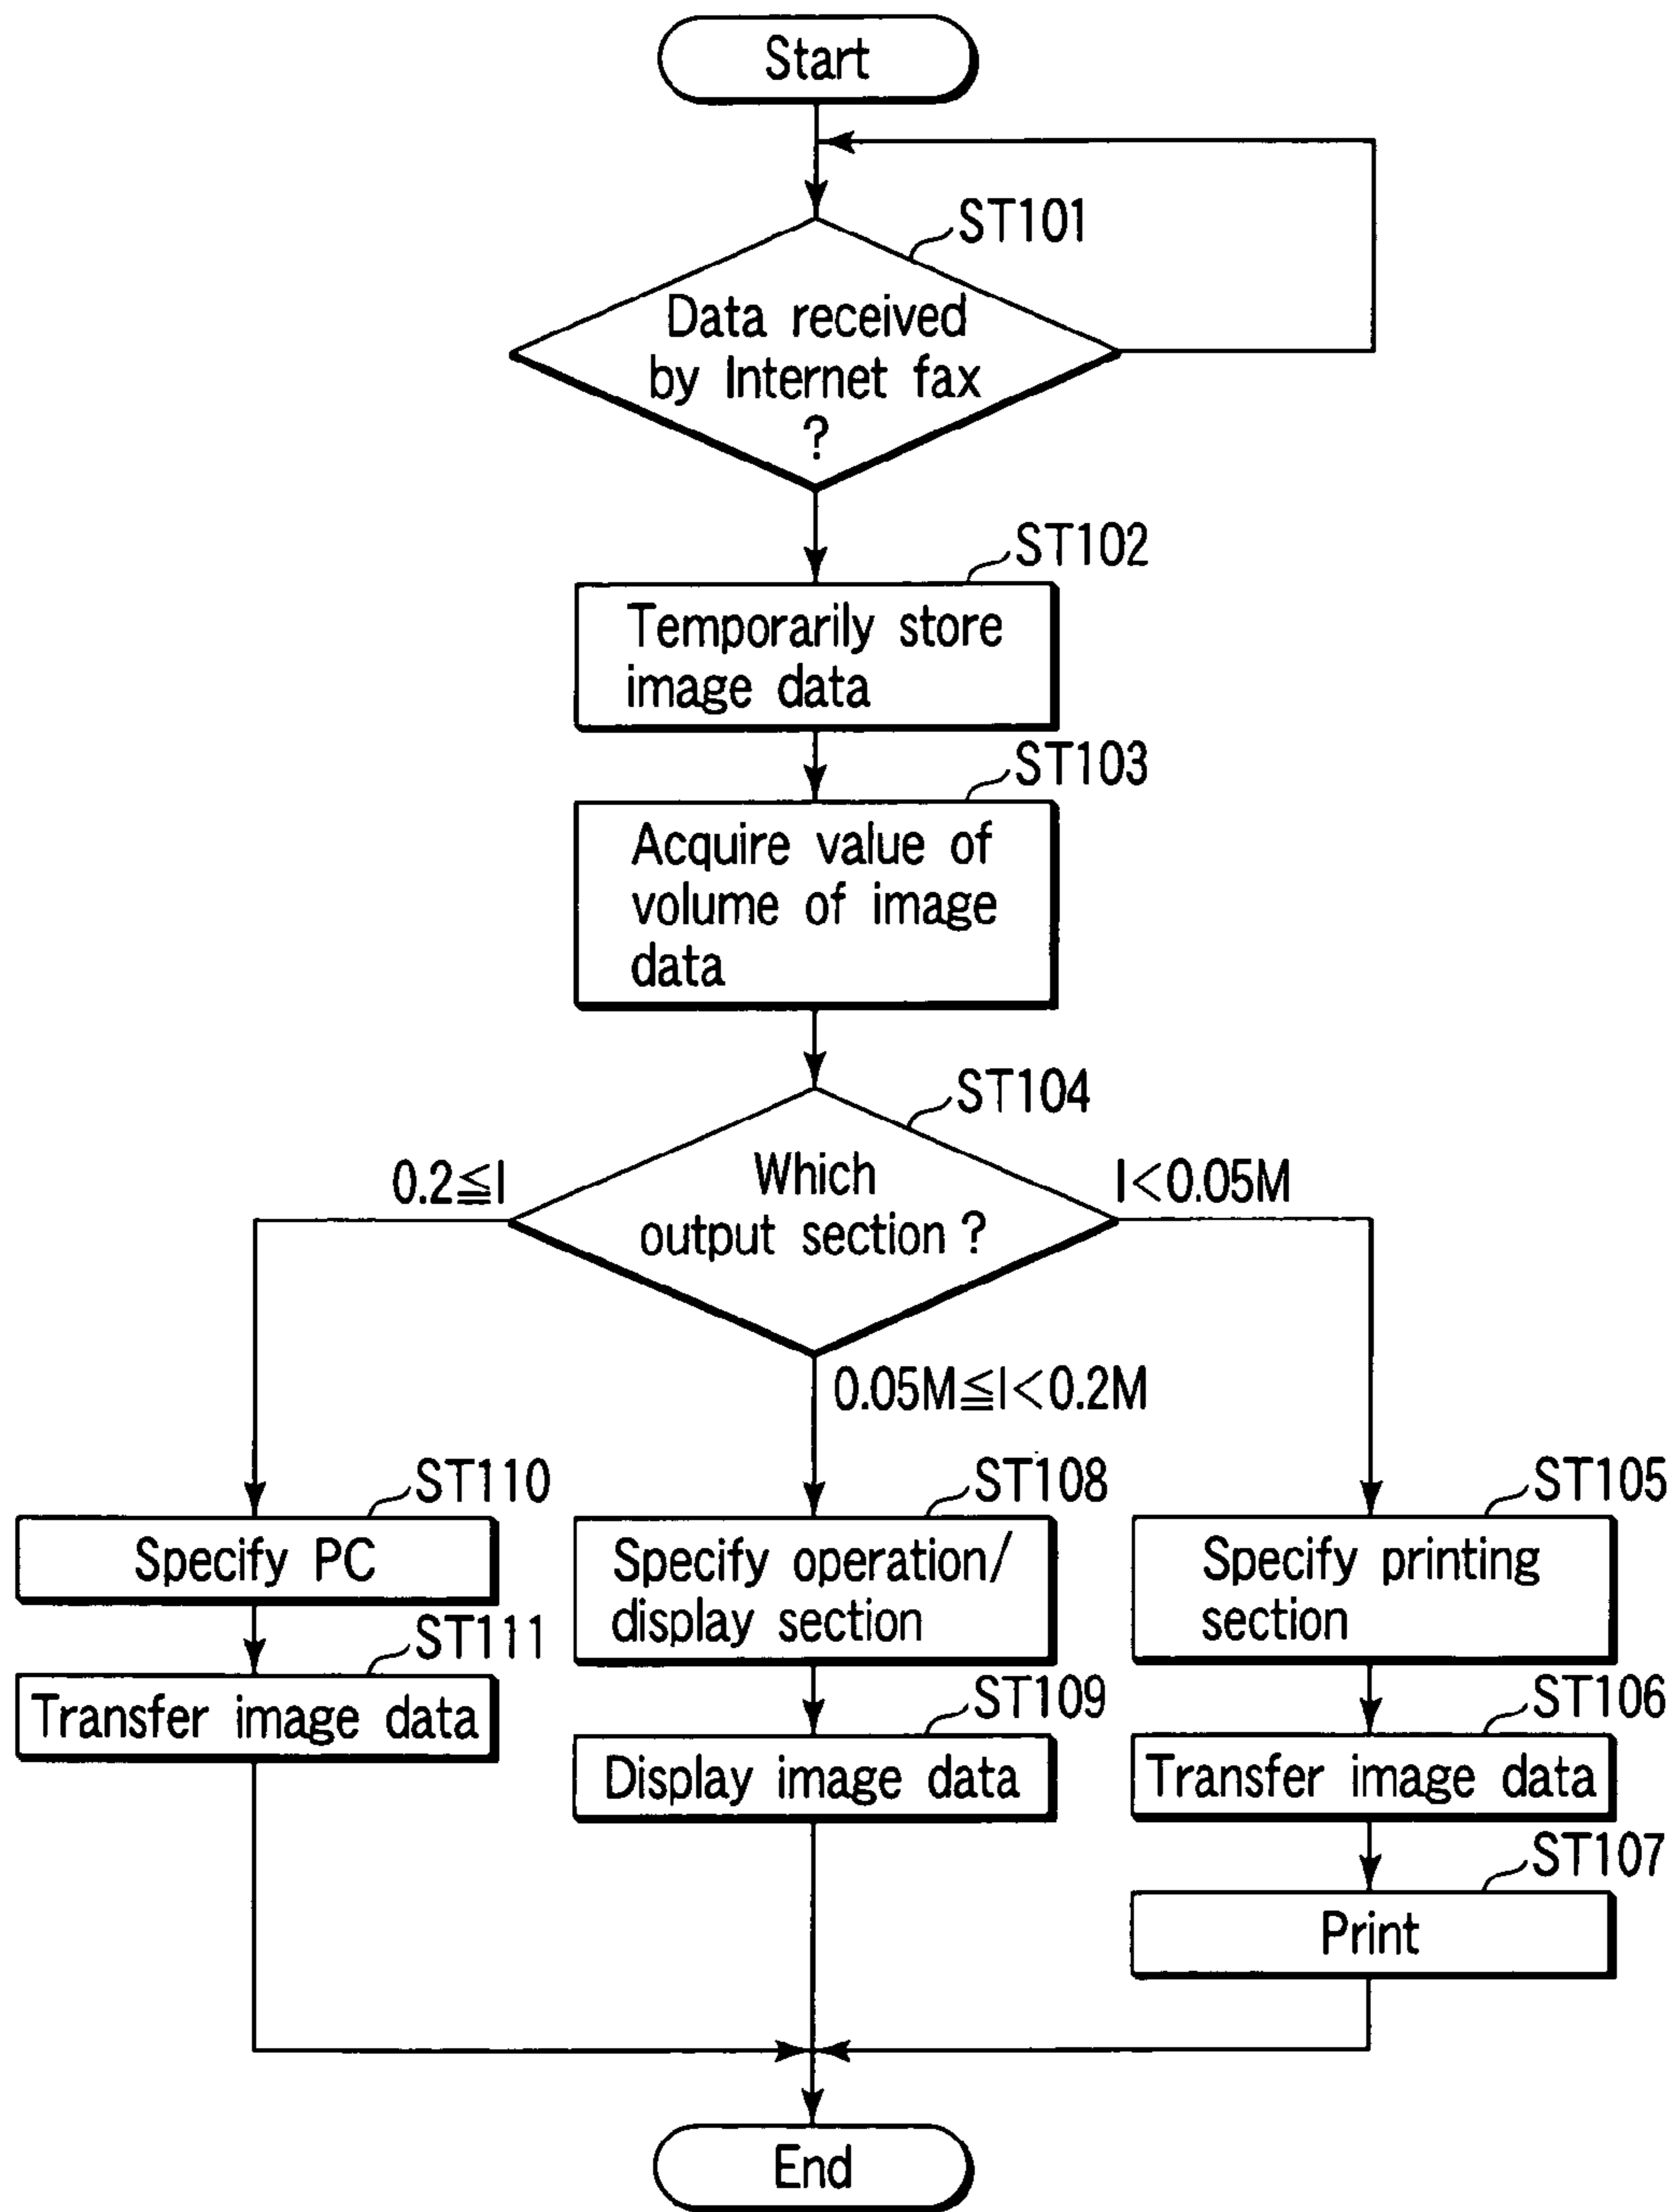 Start
ST101
Data received
by Internet fax
?
ST102
Temporarily store
image data
ST103
Acquire value of
volume of image
data
ST104
Which
output section ?
0.2≦I
I<0.05M
0.05M≦I<0.2M
ST110
Specify PC
ST111
Transfer image data
ST108
Specify operation/
display section
ST109
Display image data
ST105
Specify printing
section
ST106
Transfer image data
ST107
Print
End